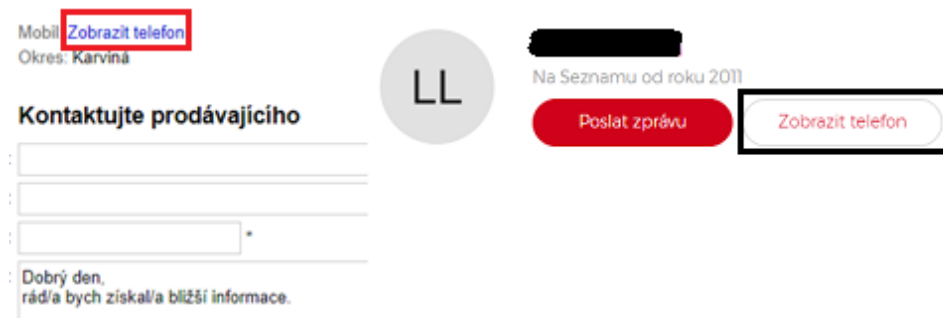 Mobil: Zobrazit telefon
Okres: Karviná
Kontaktujte prodávajícího
:
:
: *
: Dobrý den,
rád/a bych získal/a bližší informace.
LL
Na Seznamu od roku 2011
Poslat zprávu
Zobrazit telefon